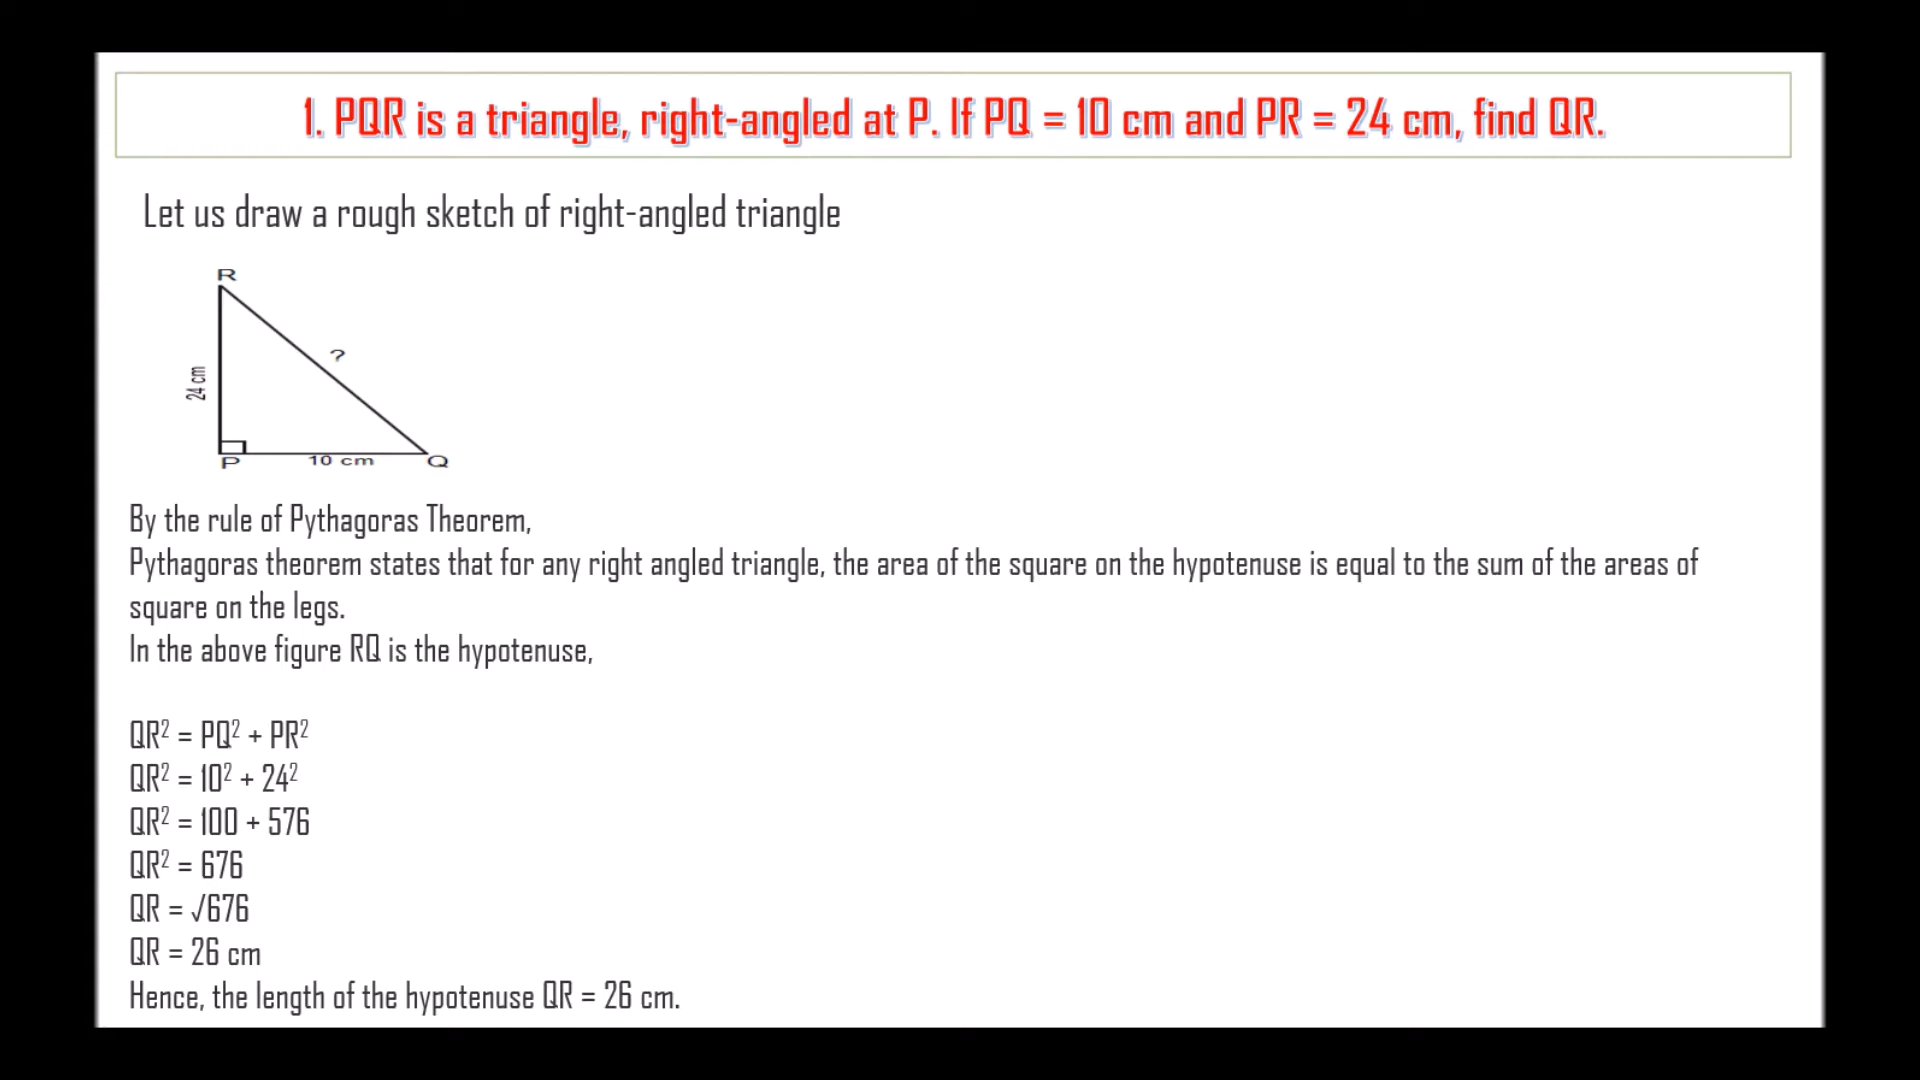 1. PQR is a triangle, right-angled at P. If PQ = 10 cm and PR = 24 cm, find QR.
Let us draw a rough sketch of right-angled triangle
R
?
24 cm
P
10 cm
Q
By the rule of Pythagoras Theorem,
Pythagoras theorem states that for any right angled triangle, the area of the square on the hypotenuse is equal to the sum of the areas of
square on the legs.
In the above figure RQ is the hypotenuse,
QR² = PQ² + PR²
QR² = 10² + 24²
QR² = 100 + 576
QR² = 676
QR = √676
QR = 26 cm
Hence, the length of the hypotenuse QR = 26 cm.